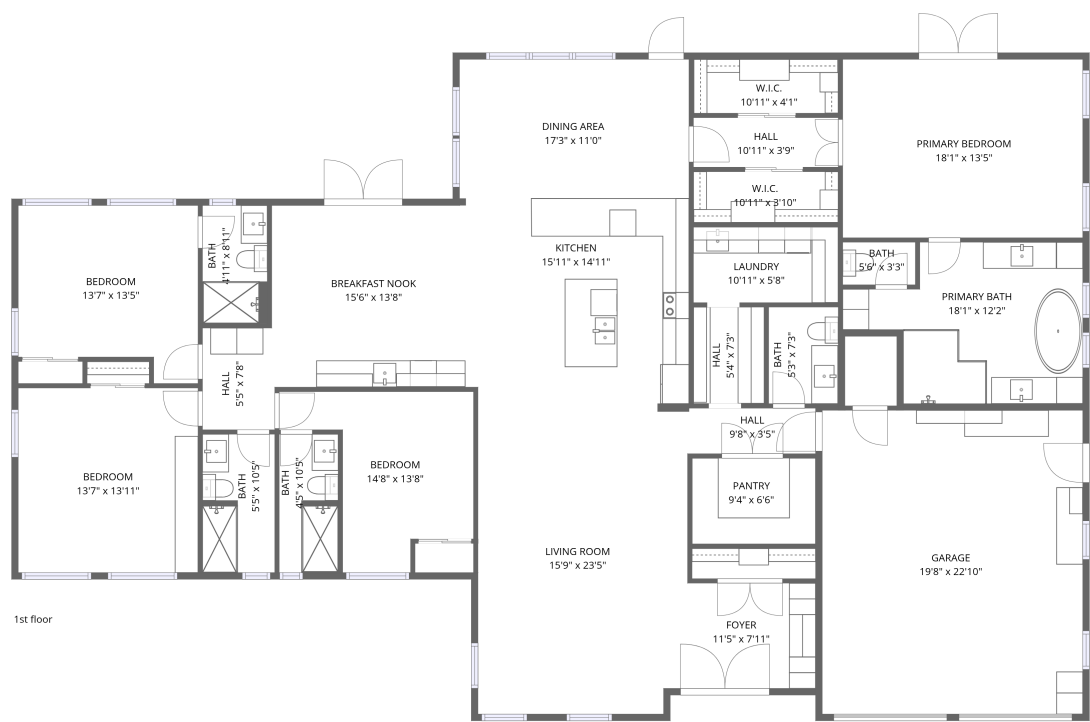 W.I.C.
10'11" x 4'1"
DINING AREA
17'3" x 11'0"
HALL
10'11" x 3'9"
PRIMARY BEDROOM
18'1" x 13'5"
W.I.C.
10'11" x 3'10"
BATH
4'11" x 8'11"
KITCHEN
15'11" x 14'11"
BATH
5'6" x 3'3"
LAUNDRY
10'11" x 5'8"
BEDROOM
13'7" x 13'5"
BREAKFAST NOOK
15'6" x 13'8"
PRIMARY BATH
18'1" x 12'2"
HALL
5'5" x 7'8"
HALL
5'4" x 7'3"
BATH
5'3" x 7'3"
HALL
9'8" x 3'5"
BEDROOM
13'7" x 13'11"
BATH
5'5" x 10'5"
BATH
4'5" x 10'5"
BEDROOM
14'8" x 13'8"
PANTRY
9'4" x 6'6"
LIVING ROOM
15'9" x 23'5"
GARAGE
19'8" x 22'10"
1st floor
FOYER
11'5" x 7'11"